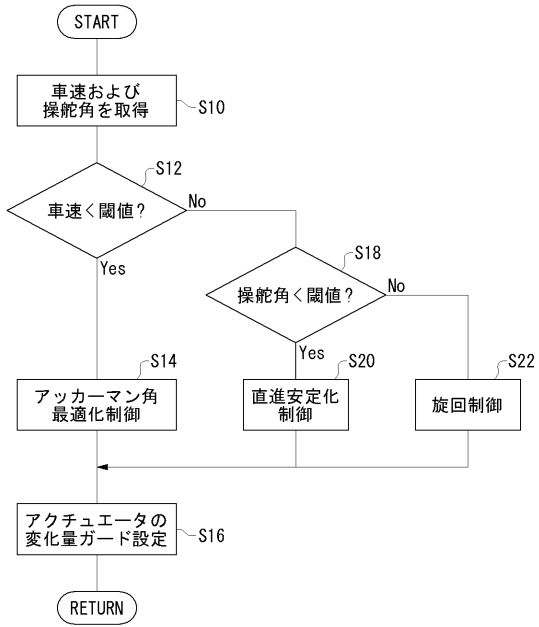 START
車速および
操舵角を取得
S10
S12
車速く閾値?
No
Yes
S18
操舵角く閾値?
No
Yes
S14
アッカーマン角
最適化制御
S20
直進安定化
制御
S22
旋回制御
アクチュエータの
変化量ガード設定
S16
RETURN